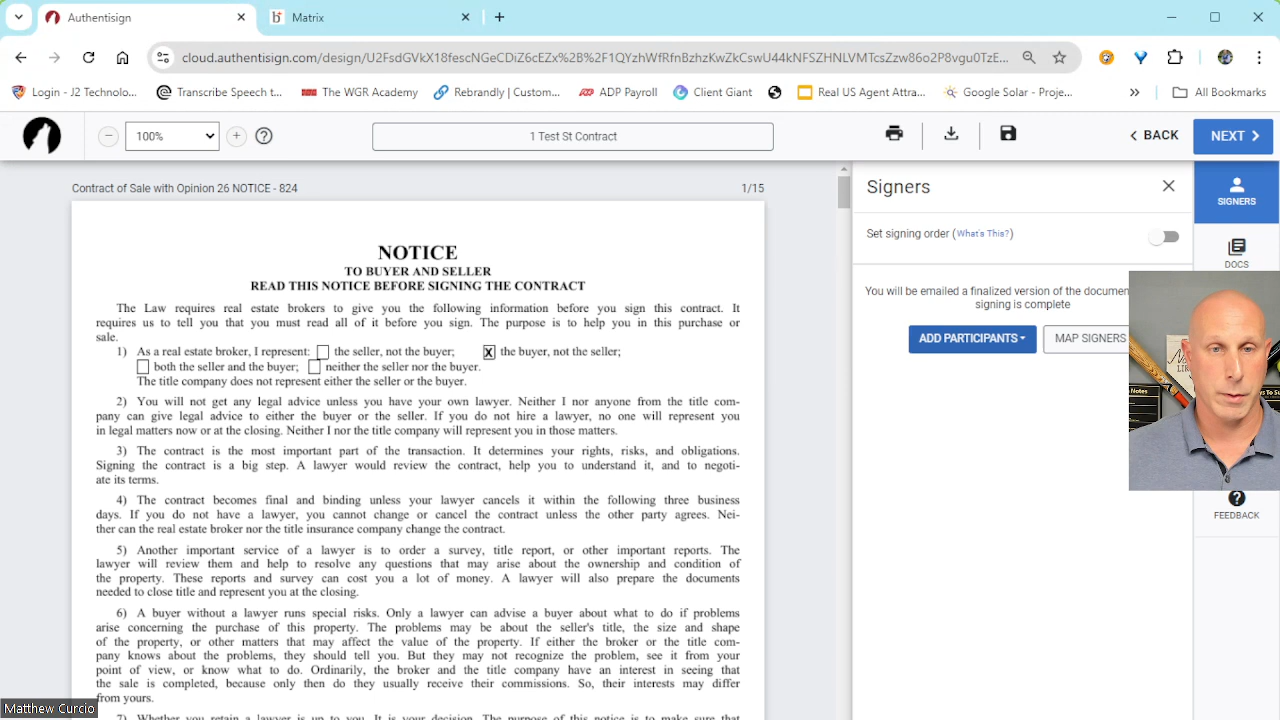 Authentisign
Matrix
cloud.authentisign.com/design/U2FsdGVkX18fescNGeCDiZ6cEZx%2B%2F1QYzhWfRfnBzhzKwZkCswU44kNFSZHNLVMTcsZzw86o2P8vgu0TzE...
Login - J2 Technolo...
Transcribe Speech t...
The WGR Academy
Rebrandly | Custom...
ADP Payroll
Client Giant
Real US Agent Attra...
Google Solar - Proje...
All Bookmarks
100%
1 Test St Contract
BACK
NEXT
Contract of Sale with Opinion 26 NOTICE - 824
1/15
NOTICE
TO BUYER AND SELLER
READ THIS NOTICE BEFORE SIGNING THE CONTRACT
The Law requires real estate brokers to give you the following information before you sign this contract. It
requires us to tell you that you must read all of it before you sign. The purpose is to help you in this purchase or
sale.
1) As a real estate broker, I represent: the seller, not the buyer; X the buyer, not the seller;
both the seller and the buyer; neither the seller nor the buyer.
The title company does not represent either the seller or the buyer.
2) You will not get any legal advice unless you have your own lawyer. Neither I nor anyone from the title com-
pany can give legal advice to either the buyer or the seller. If you do not hire a lawyer, no one will represent you
in legal matters now or at the closing. Neither I nor the title company will represent you in those matters.
3) The contract is the most important part of the transaction. It determines your rights, risks, and obligations.
Signing the contract is a big step. A lawyer would review the contract, help you to understand it, and to negoti-
ate its terms.
4) The contract becomes final and binding unless your lawyer cancels it within the following three business
days. If you do not have a lawyer, you cannot change or cancel the contract unless the other party agrees. Nei-
ther can the real estate broker nor the title insurance company change the contract.
5) Another important service of a lawyer is to order a survey, title report, or other important reports. The
lawyer will review them and help to resolve any questions that may arise about the ownership and condition of
the property. These reports and survey can cost you a lot of money. A lawyer will also prepare the documents
needed to close title and represent you at the closing.
6) A buyer without a lawyer runs special risks. Only a lawyer can advise a buyer about what to do if problems
arise concerning the purchase of this property. The problems may be about the seller's title, the size and shape
of the property, or other matters that may affect the value of the property. If either the broker or the title com-
pany knows about the problems, they should tell you. But they may not recognize the problem, see it from your
point of view, or know what to do. Ordinarily, the broker and the title company have an interest in seeing that
the sale is completed, because only then do they usually receive their commissions. So, their interests may differ
from yours.
7) Whether you retain a lawyer is up to you. It is your decision. The purpose of this notice is to make sure that
Signers
Set signing order (What's This?)
You will be emailed a finalized version of the documen
signing is complete
ADD PARTICIPANTS
MAP SIGNERS
SIGNERS
DOCS
FEEDBACK
Notes
Matthew Curcio